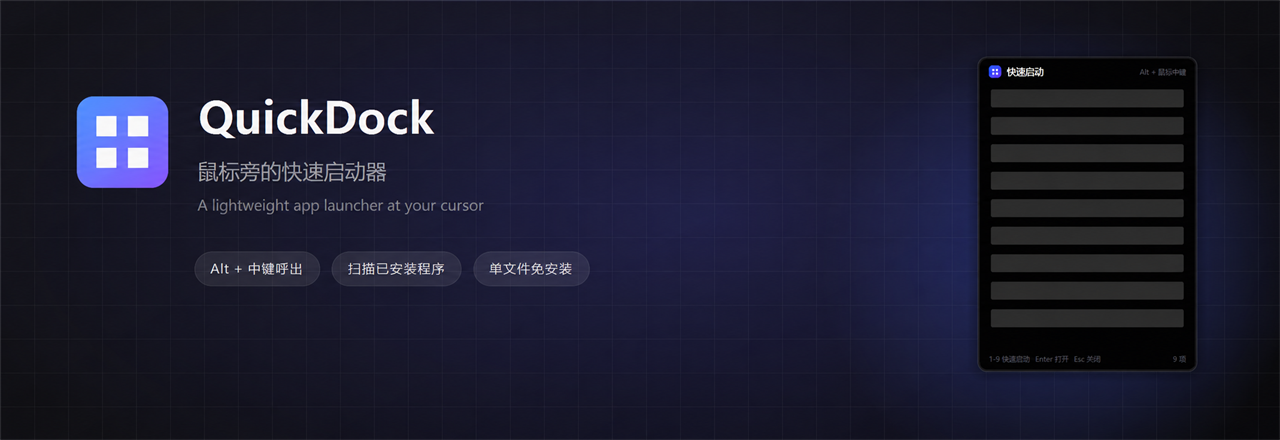 QuickDock
鼠标旁的快速启动器
A lightweight app launcher at your cursor
Alt + 中键呼出
扫描已安装程序
单文件免安装
快速启动
Alt + 鼠标中键
1-9 快速启动 Enter 打开 Esc 关闭
9 项